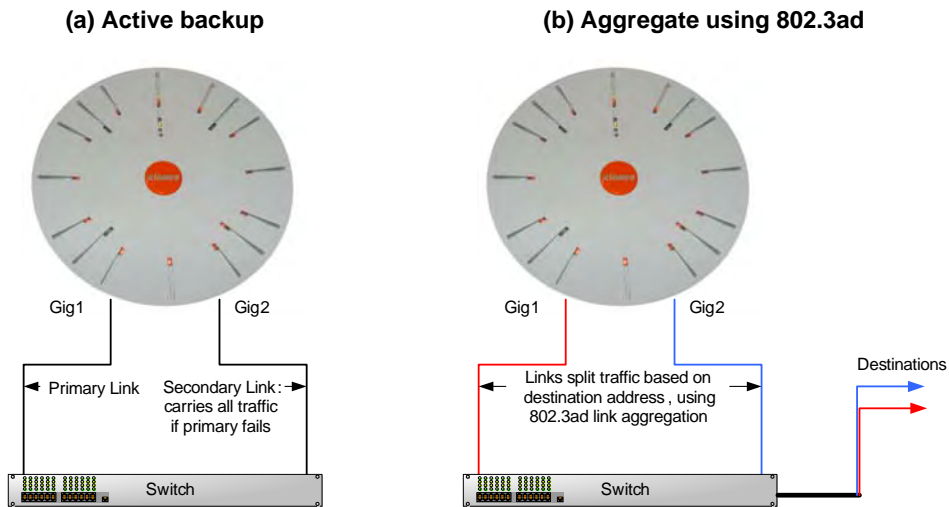 (a) Active backup
(b) Aggregate using 802.3ad
Gig1
Gig2
Primary Link
Secondary Link:
carries all traffic
if primary fails
Switch
Gig1
Gig2
Links split traffic based on
destination address , using
802.3ad link aggregation
Destinations
Switch